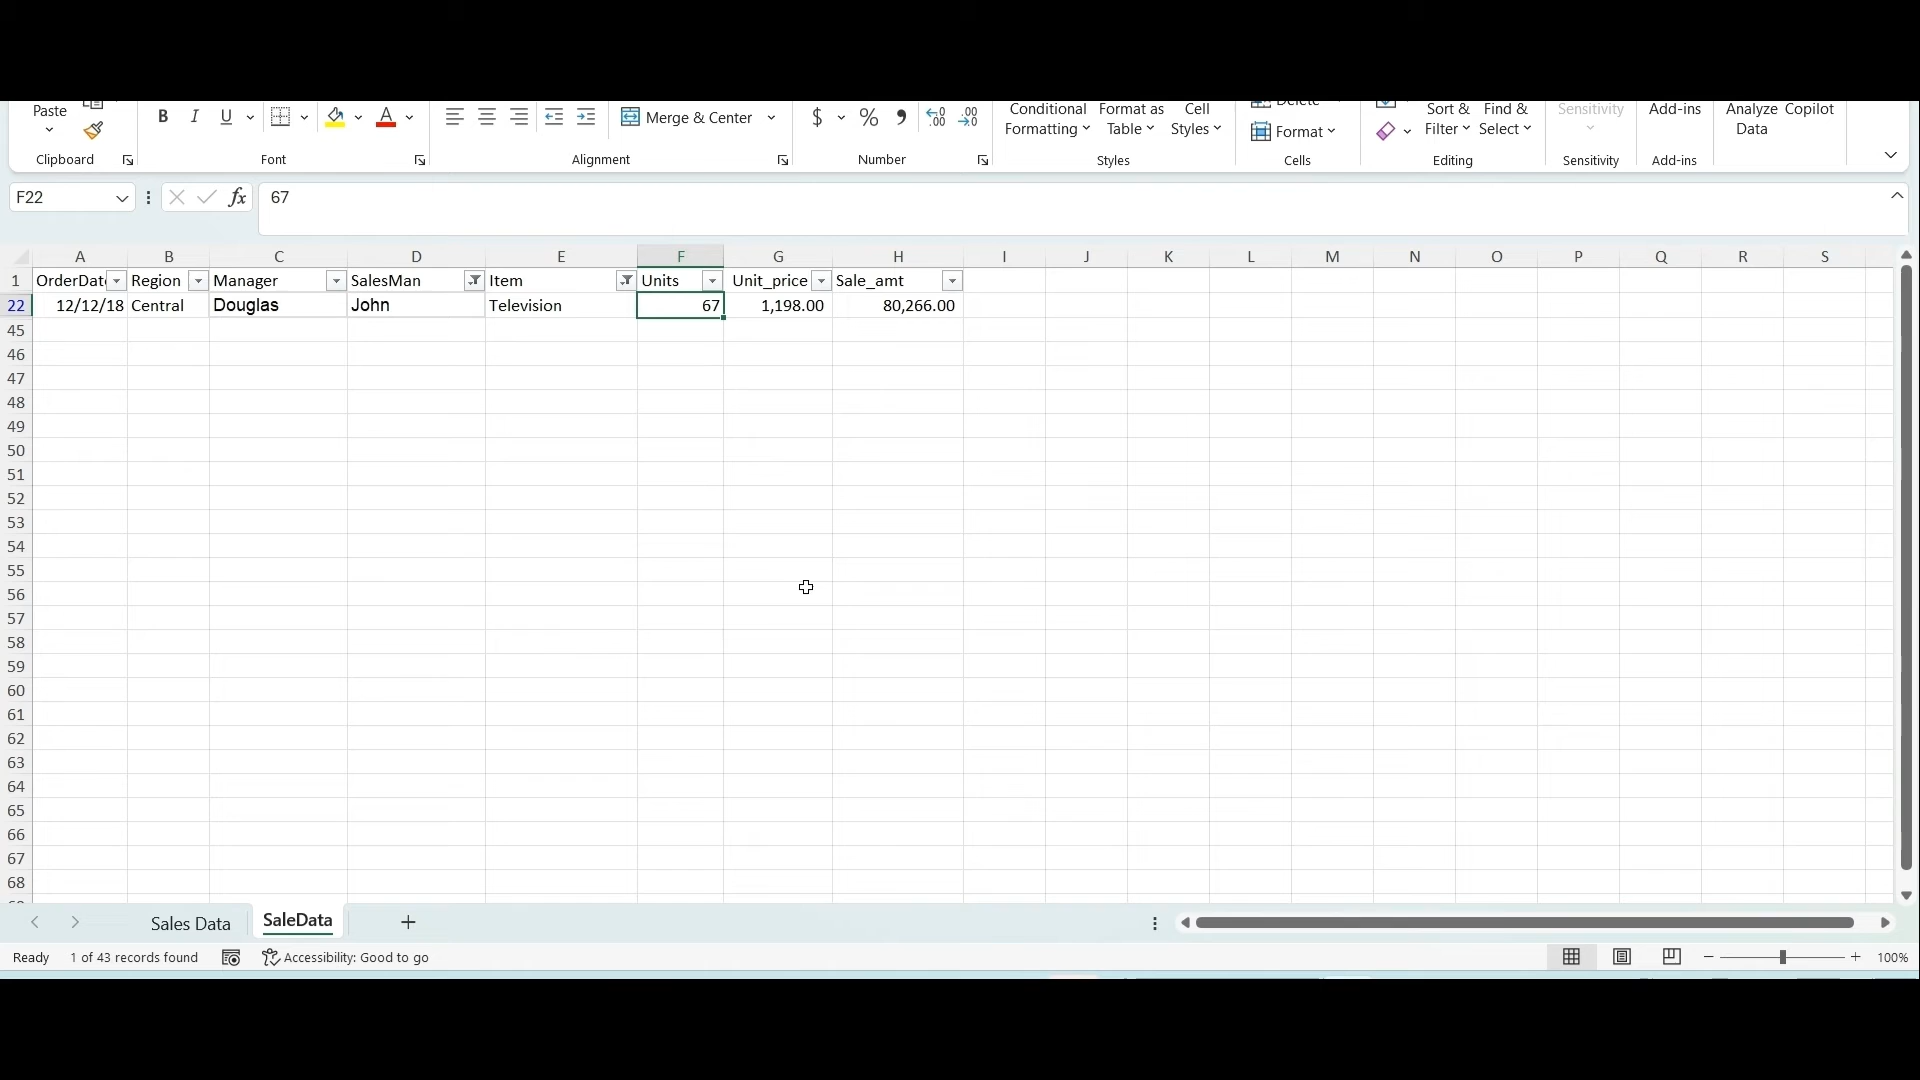 Paste
B I U A
Merge & Center
$ % ,
Conditional Formatting
Format as Table
Cell Styles
Format
Sort & Filter
Find & Select
Sensitivity
Add-ins
Analyze Data
Copilot
Clipboard Font Alignment Number Styles Cells Editing Sensitivity Add-ins
F22 fx 67
A B C D E F G H I J K L M N O P Q R S
1 OrderDat Region Manager SalesMan Item Units Unit_price Sale_amt
22 12/12/18 Central Douglas John Television 67 1,198.00 80,266.00
45
46
47
48
49
50
51
52
53
54
55
56
57
58
59
60
61
62
63
64
65
66
67
68
Sales Data SaleData +
Ready 1 of 43 records found Accessibility: Good to go 100%